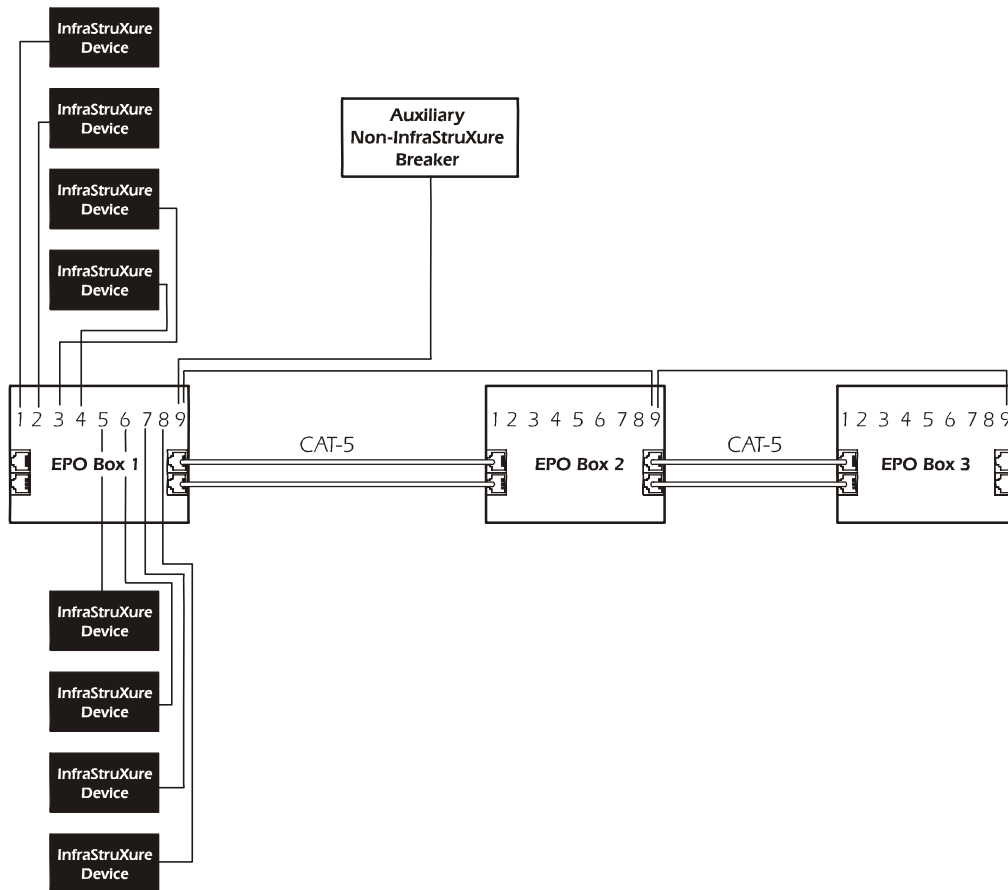 InfraStruXure
Device
InfraStruXure
Device
InfraStruXure
Device
InfraStruXure
Device
Auxiliary
Non-InfraStruXure
Breaker
1 2 3 4 5 6 7 8 9
EPO Box 1
CAT-5
1 2 3 4 5 6 7 8 9
EPO Box 2
CAT-5
1 2 3 4 5 6 7 8 9
EPO Box 3
InfraStruXure
Device
InfraStruXure
Device
InfraStruXure
Device
InfraStruXure
Device